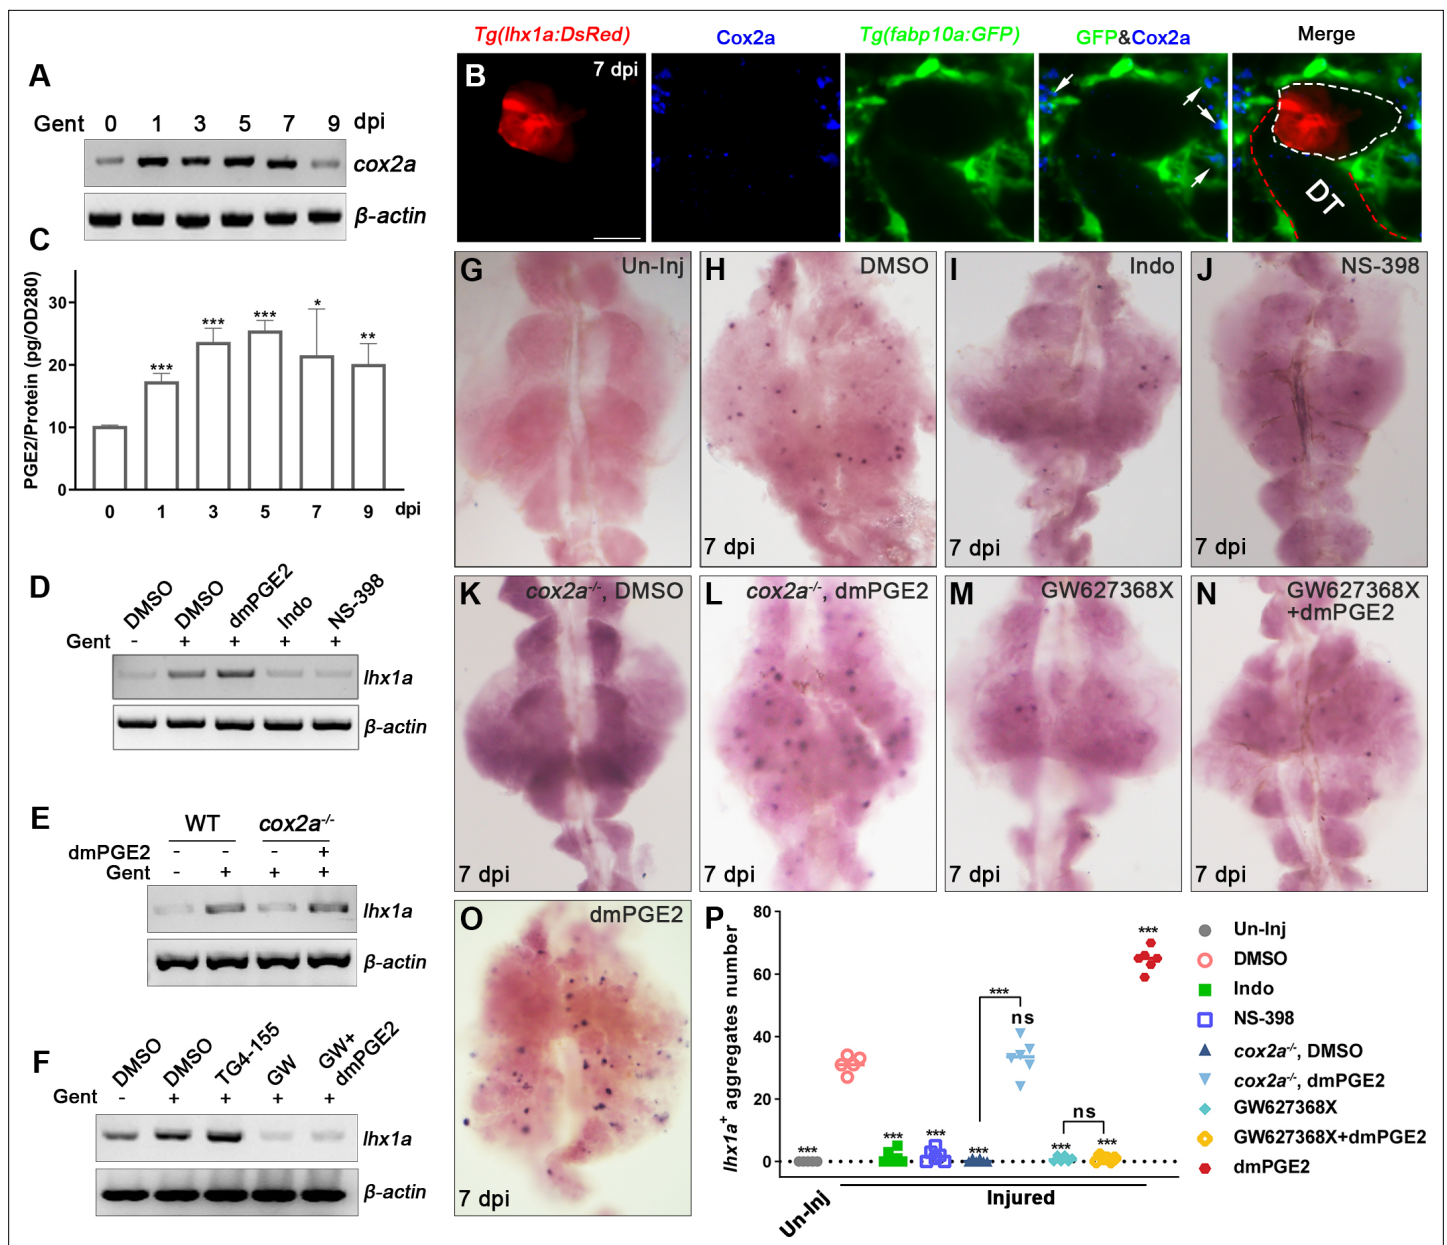 A
Gent 0 1 3 5 7 9 dpi
cox2a
β-actin
Tg(lhx1a:DsRed) Cox2a Tg(fabp10a:GFP) GFP&Cox2a Merge
B 7 dpi
DT
C
PGE2/Protein (pg/OD280)
30
20
10
0
0 1 3 5 7 9 dpi
*** *** *** * **
D
DMSO DMSO dmPGE2 Indo NS-398
Gent - + + + +
lhx1a
β-actin
E
WT cox2a-/-
dmPGE2 - - - +
Gent - + + +
lhx1a
β-actin
F
DMSO DMSO TG4-155 GW GW+
dmPGE2
Gent - + + + +
lhx1a
β-actin
G Un-Inj
H DMSO
7 dpi
I Indo
7 dpi
J NS-398
7 dpi
K cox2a-/-, DMSO
7 dpi
L cox2a-/-, dmPGE2
7 dpi
M GW627368X
7 dpi
N GW627368X
+dmPGE2
7 dpi
O dmPGE2
7 dpi
P
lhx1a+ aggregates number
80
60
40
20
0
*** *** *** *** *** ns *** ns *** ***
Un-Inj
Injured
Un-Inj
DMSO
Indo
NS-398
cox2a-/-, DMSO
cox2a-/-, dmPGE2
GW627368X
GW627368X+dmPGE2
dmPGE2